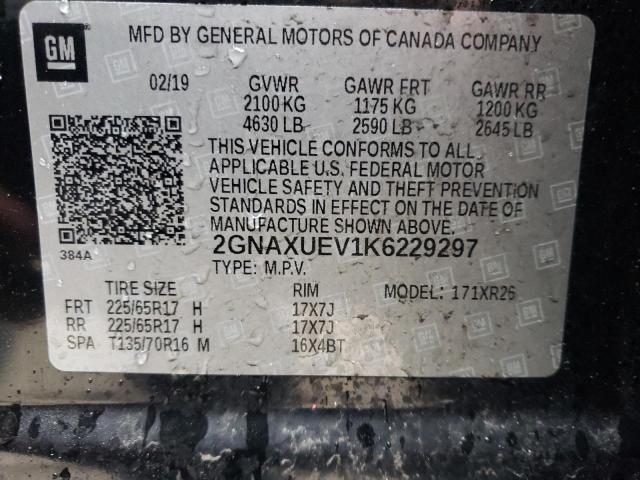 GM
MFD BY GENERAL MOTORS OF CANADA COMPANY
02/19 GVWR GAWR FRT GAWR RR
2100 KG 1175 KG 1200 KG
4630 LB 2590 LB 2645 LB
THIS VEHICLE CONFORMS TO ALL
APPLICABLE U.S. FEDERAL MOTOR
VEHICLE SAFETY AND THEFT PREVENTION
STANDARDS IN EFFECT ON THE DATE OF
MANUFACTURE SHOWN ABOVE.
384A 2GNAXUEV1K6229297
TYPE: M.P.V.
TIRE SIZE RIM MODEL: 171XR26
FRT 225/65R17 H 17X7J
RR 225/65R17 H 17X7J
SPA T135/70R16 M 16X4BT